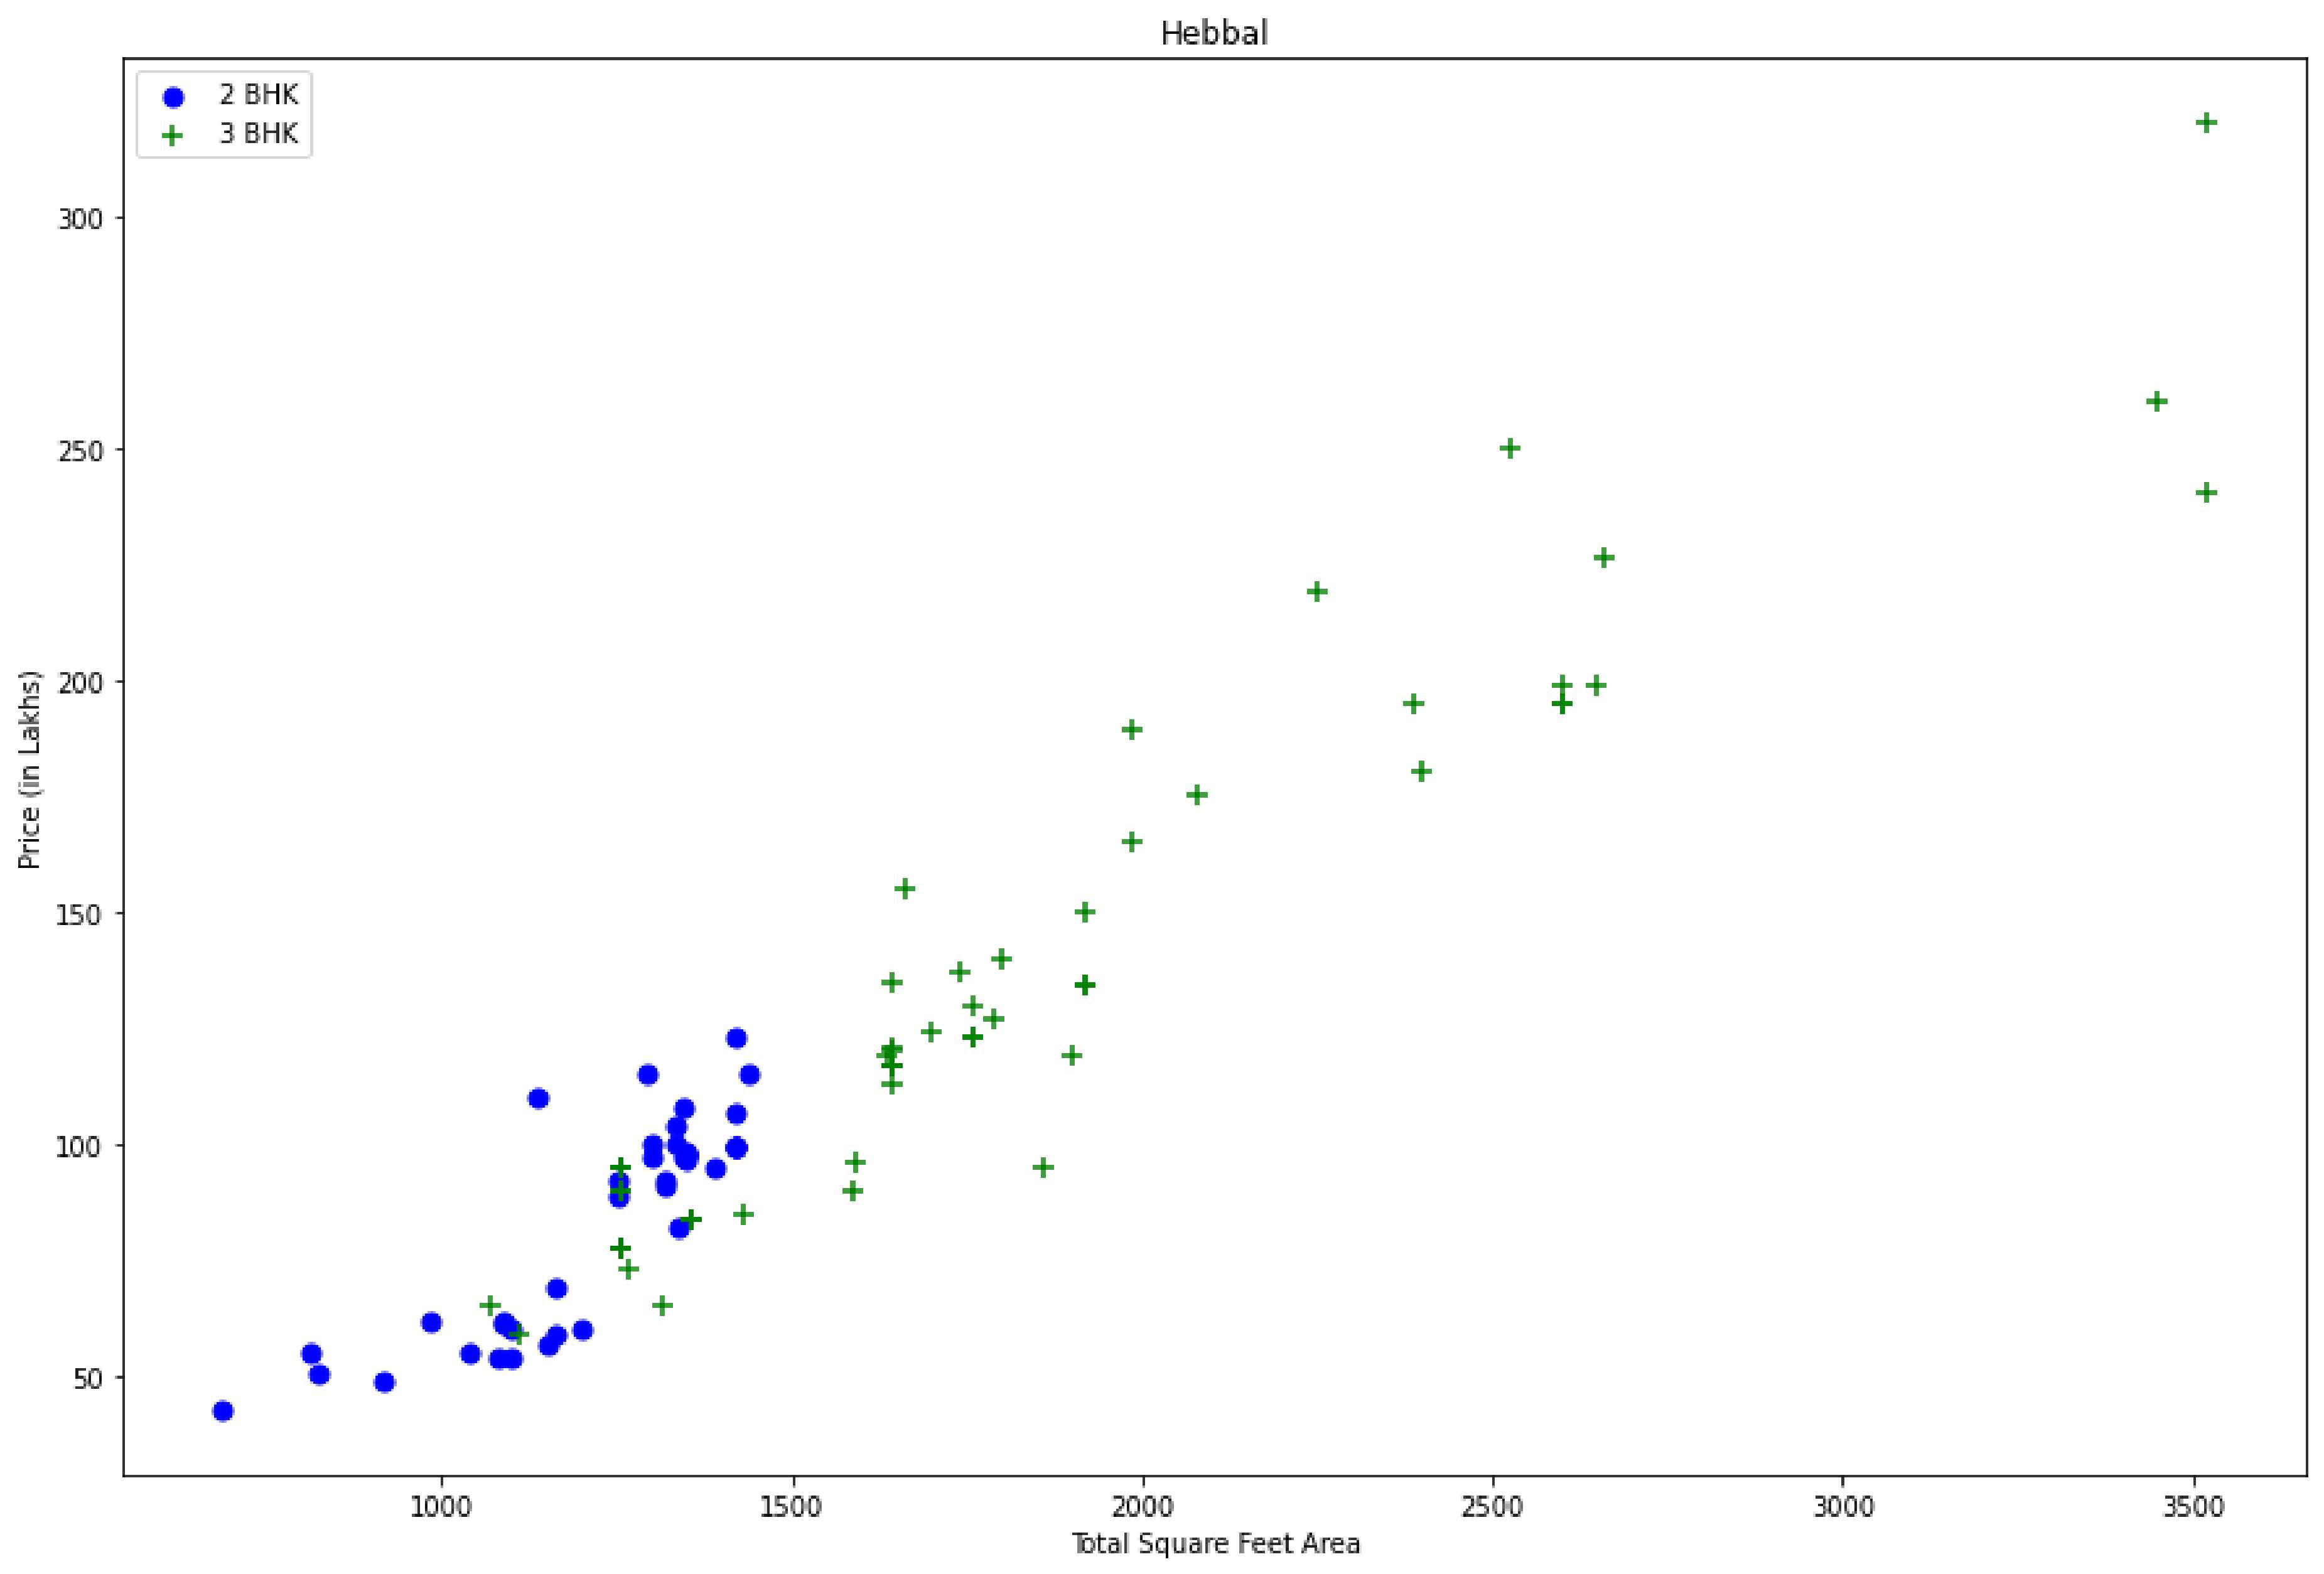 Hebbal
2 BHK
3 BHK
300
250
200
150
100
50
Price (in Lakhs)
1000 1500 2000 2500 3000 3500
Total Square Feet Area